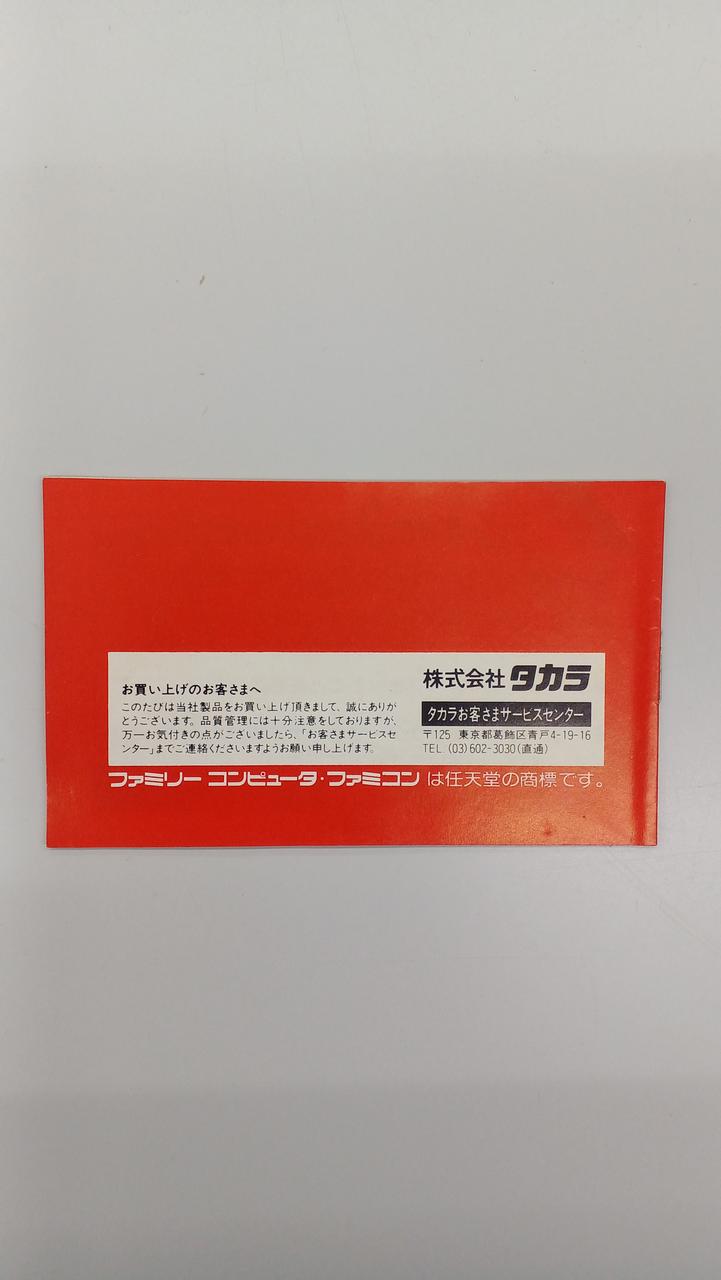 お買い上げのお客さまへ
このたびは当社製品をお買い上げ頂きまして、誠にありが
とうございます。品質管理には十分注意をしておりますが、
万一お気付きの点がございましたら、「お客さまサービスセ
ンター」までご連絡くださいますようお願い申し上げます。
株式会社タカラ
タカラお客さまサービスセンター
〒125 東京都葛飾区青戸4-19-16
TEL. (03)602-3030(直通)
ファミリー コンピュータ・ファミコン は任天堂の商標です。